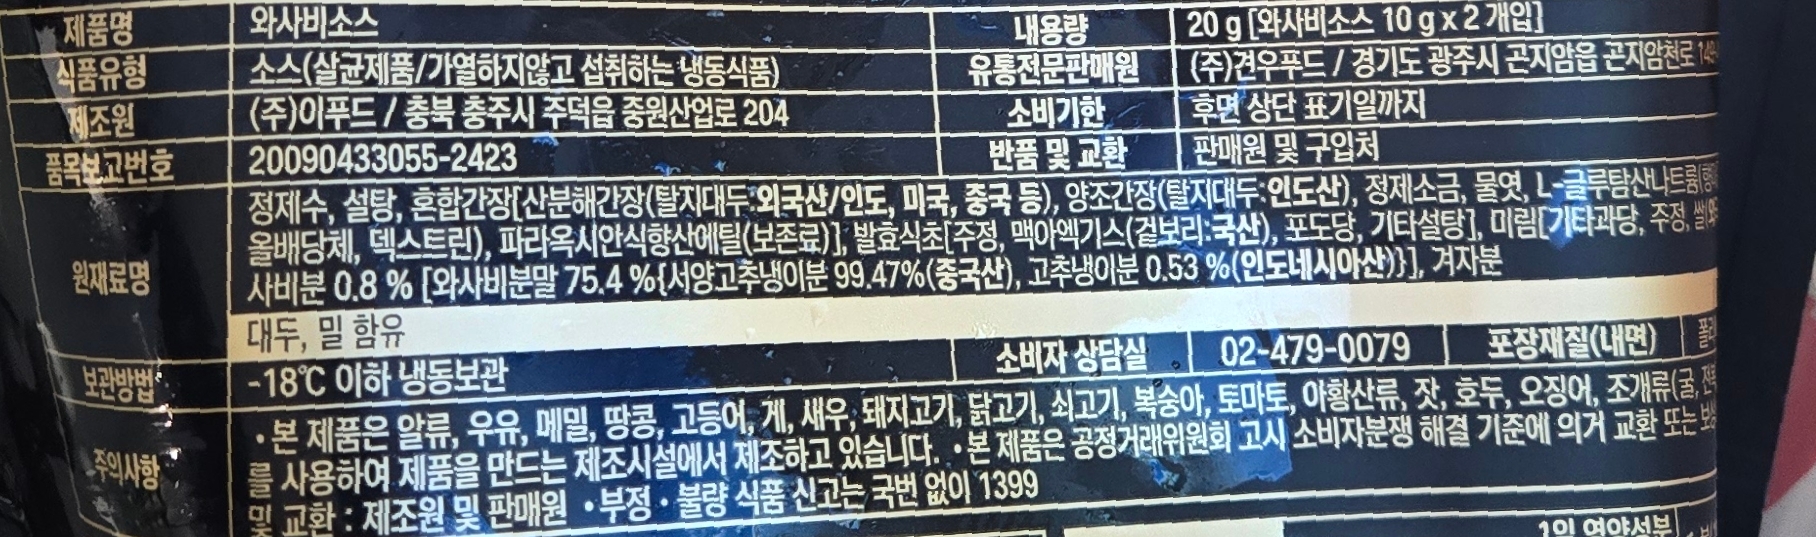 제품명 와사비소스 내용량 20 g [와사비소스 10 g x 2 개입]
식품유형 소스(살균제품/가열하지않고 섭취하는 냉동식품) 유통전문판매원 (주)견우푸드 / 경기도 광주시 곤지암읍 곤지암천로
제조원 (주)이푸드 / 충북 충주시 주덕읍 중원산업로 204 소비기한 후면 상단 표기일까지
품목보고번호 20090433055-2423 반품 및 교환 판매원 및 구입처
정제수, 설탕, 혼합간장[산분해간장(탈지대두:외국산/인도, 미국, 중국 등), 양조간장(탈지대두:인도산), 정제소금, 물엿, L-글루탐산나트륨
올배당체, 덱스트린), 파라옥시안식향산에틸(보존료)], 발효식초[주정, 맥아엑기스(겉보리:국산), 포도당, 기타설탕], 미림[기타과당, 주정,
원재료명 사비분 0.8 % [와사비분말 75.4 %{서양고추냉이분 99.47%(중국산), 고추냉이분 0.53 %(인도네시아산)}], 겨자분
대두, 밀 함유
보관방법 -18℃ 이하 냉동보관 소비자 상담실 02-479-0079 포장재질(내면)
• 본 제품은 알류, 우유, 메밀, 땅콩, 고등어, 게, 새우, 돼지고기, 닭고기, 쇠고기, 복숭아, 토마토, 아황산류, 잣, 호두, 오징어, 조개류(굴,
주의사항 를 사용하여 제품을 만드는 제조시설에서 제조하고 있습니다. • 본 제품은 공정거래위원회 고시 소비자분쟁 해결 기준에 의거 교환 또는
및 교환 : 제조원 및 판매원 • 부정 · 불량 식품 신고는 국번 없이 1399
1일 영양성분